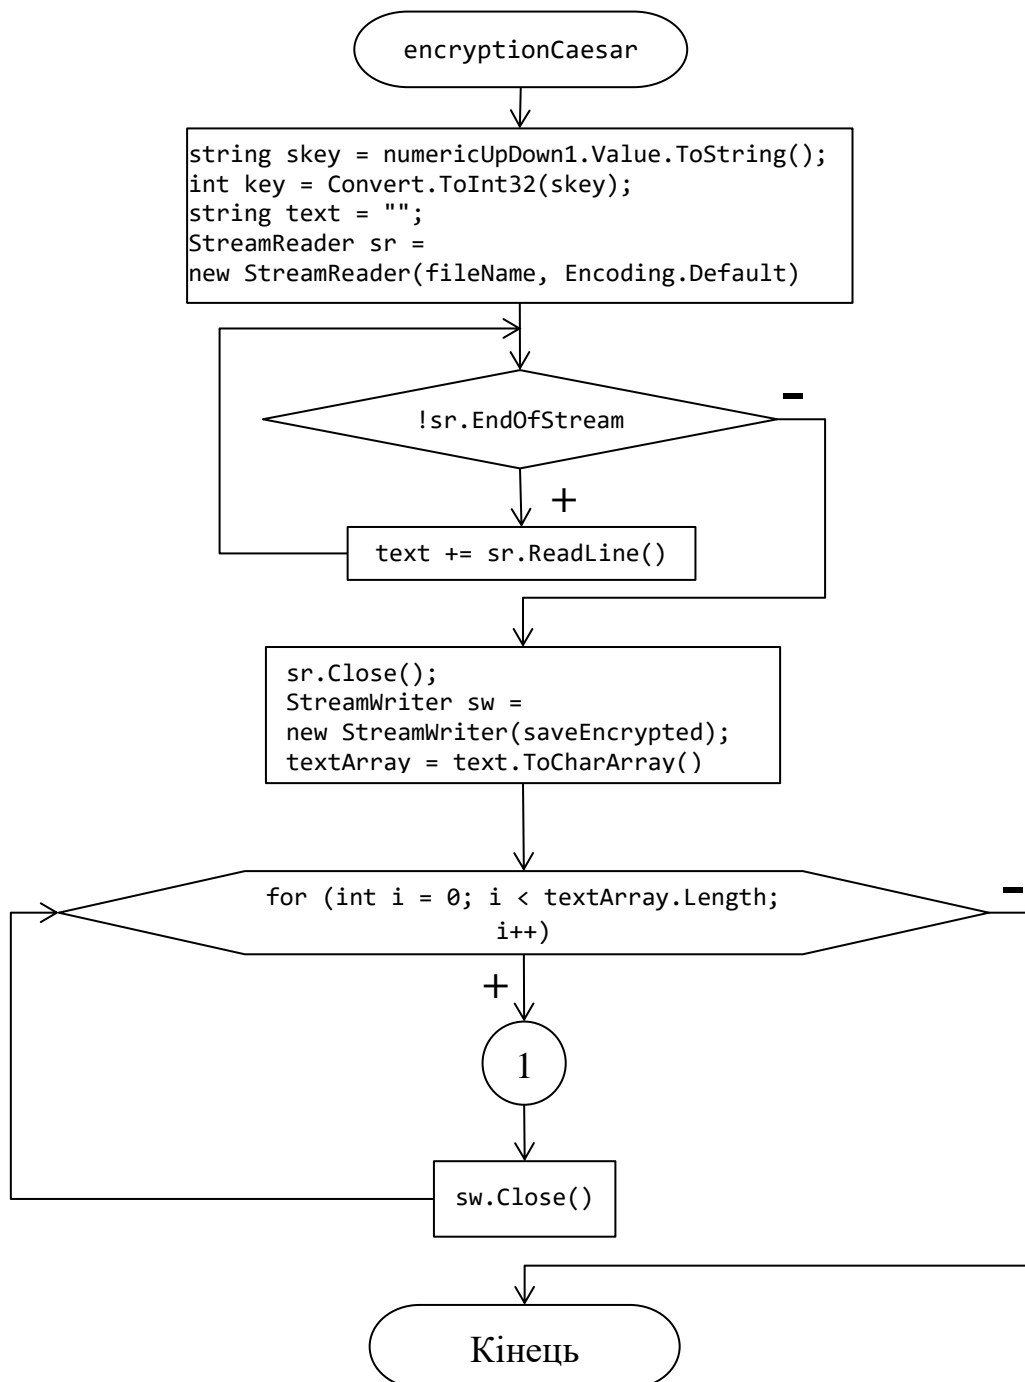 encryptionCaesar
string skey = numericUpDown1.Value.ToString();
int key = Convert.ToInt32(skey);
string text = "";
StreamReader sr =
new StreamReader(fileName, Encoding.Default)
!sr.EndOfStream
-
+
text += sr.ReadLine()
sr.Close();
StreamWriter sw =
new StreamWriter(saveEncrypted);
textArray = text.ToCharArray()
for (int i = 0; i < textArray.Length;
i++)
-
+
1
sw.Close()
Кінець